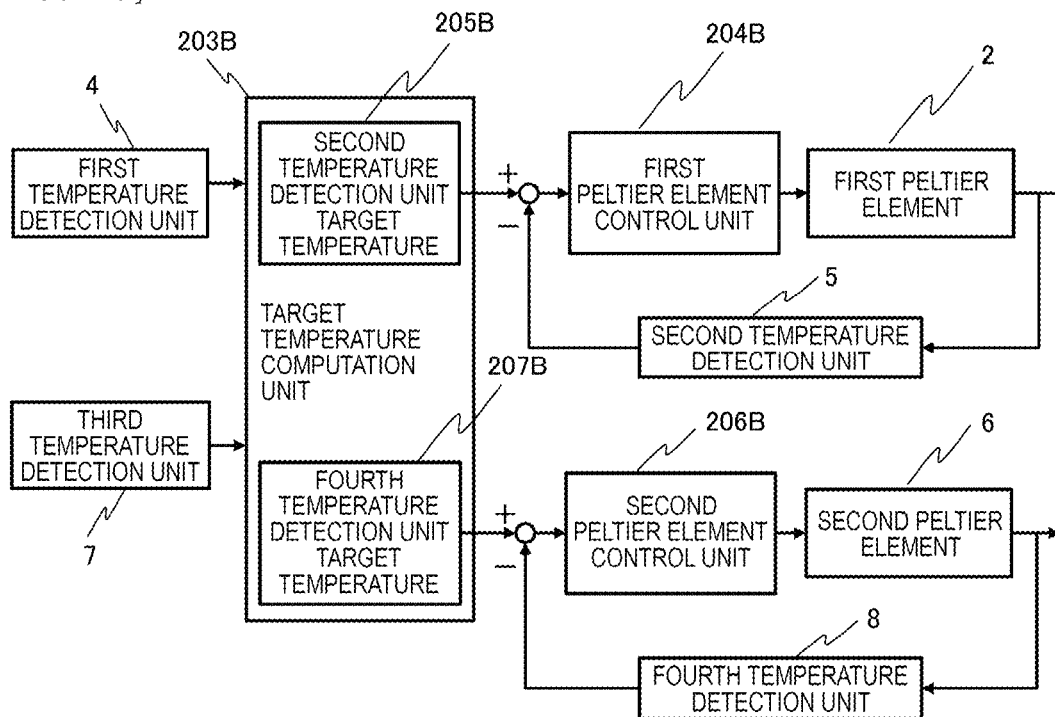 203B
205B
204B
2
4
FIRST
TEMPERATURE
DETECTION UNIT
SECOND
TEMPERATURE
DETECTION UNIT
TARGET
TEMPERATURE
+
−
FIRST
PELTIER ELEMENT
CONTROL UNIT
FIRST PELTIER
ELEMENT
5
SECOND TEMPERATURE
DETECTION UNIT
TARGET
TEMPERATURE
COMPUTATION
UNIT
207B
THIRD
TEMPERATURE
DETECTION UNIT
7
FOURTH
TEMPERATURE
DETECTION UNIT
TARGET
TEMPERATURE
+
−
206B
SECOND
PELTIER ELEMENT
CONTROL UNIT
6
SECOND PELTIER
ELEMENT
8
FOURTH TEMPERATURE
DETECTION UNIT